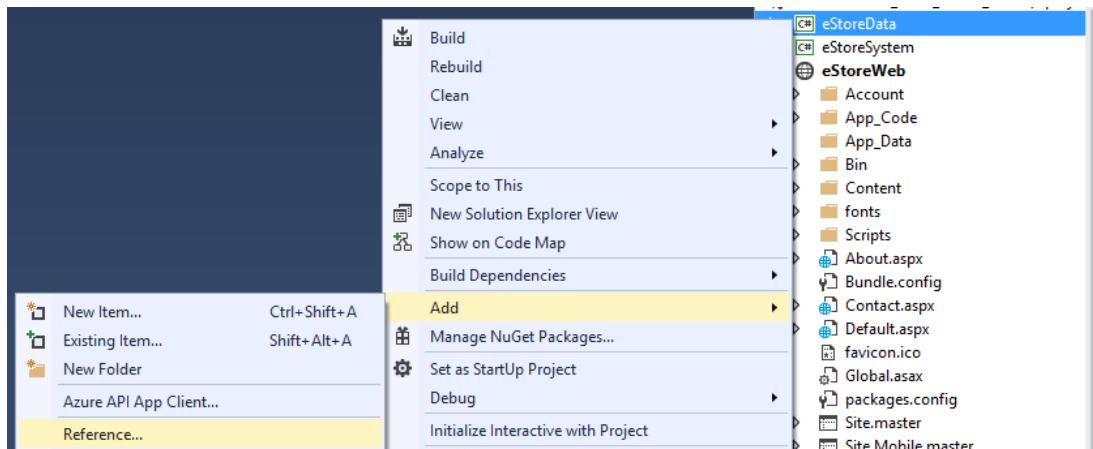 Build
Rebuild
Clean
View
Analyze
Scope to This
New Solution Explorer View
Show on Code Map
Build Dependencies
Add
Manage NuGet Packages...
Set as StartUp Project
Debug
Initialize Interactive with Project
New Item... Ctrl+Shift+A
Existing Item... Shift+Alt+A
New Folder
Azure API App Client...
Reference...
C# eStoreData
C# eStoreSystem
eStoreWeb
Account
App_Code
App_Data
Bin
Content
fonts
Scripts
About.aspx
Bundle.config
Contact.aspx
Default.aspx
favicon.ico
Global.asax
packages.config
Site.master
Site.Mobile.master